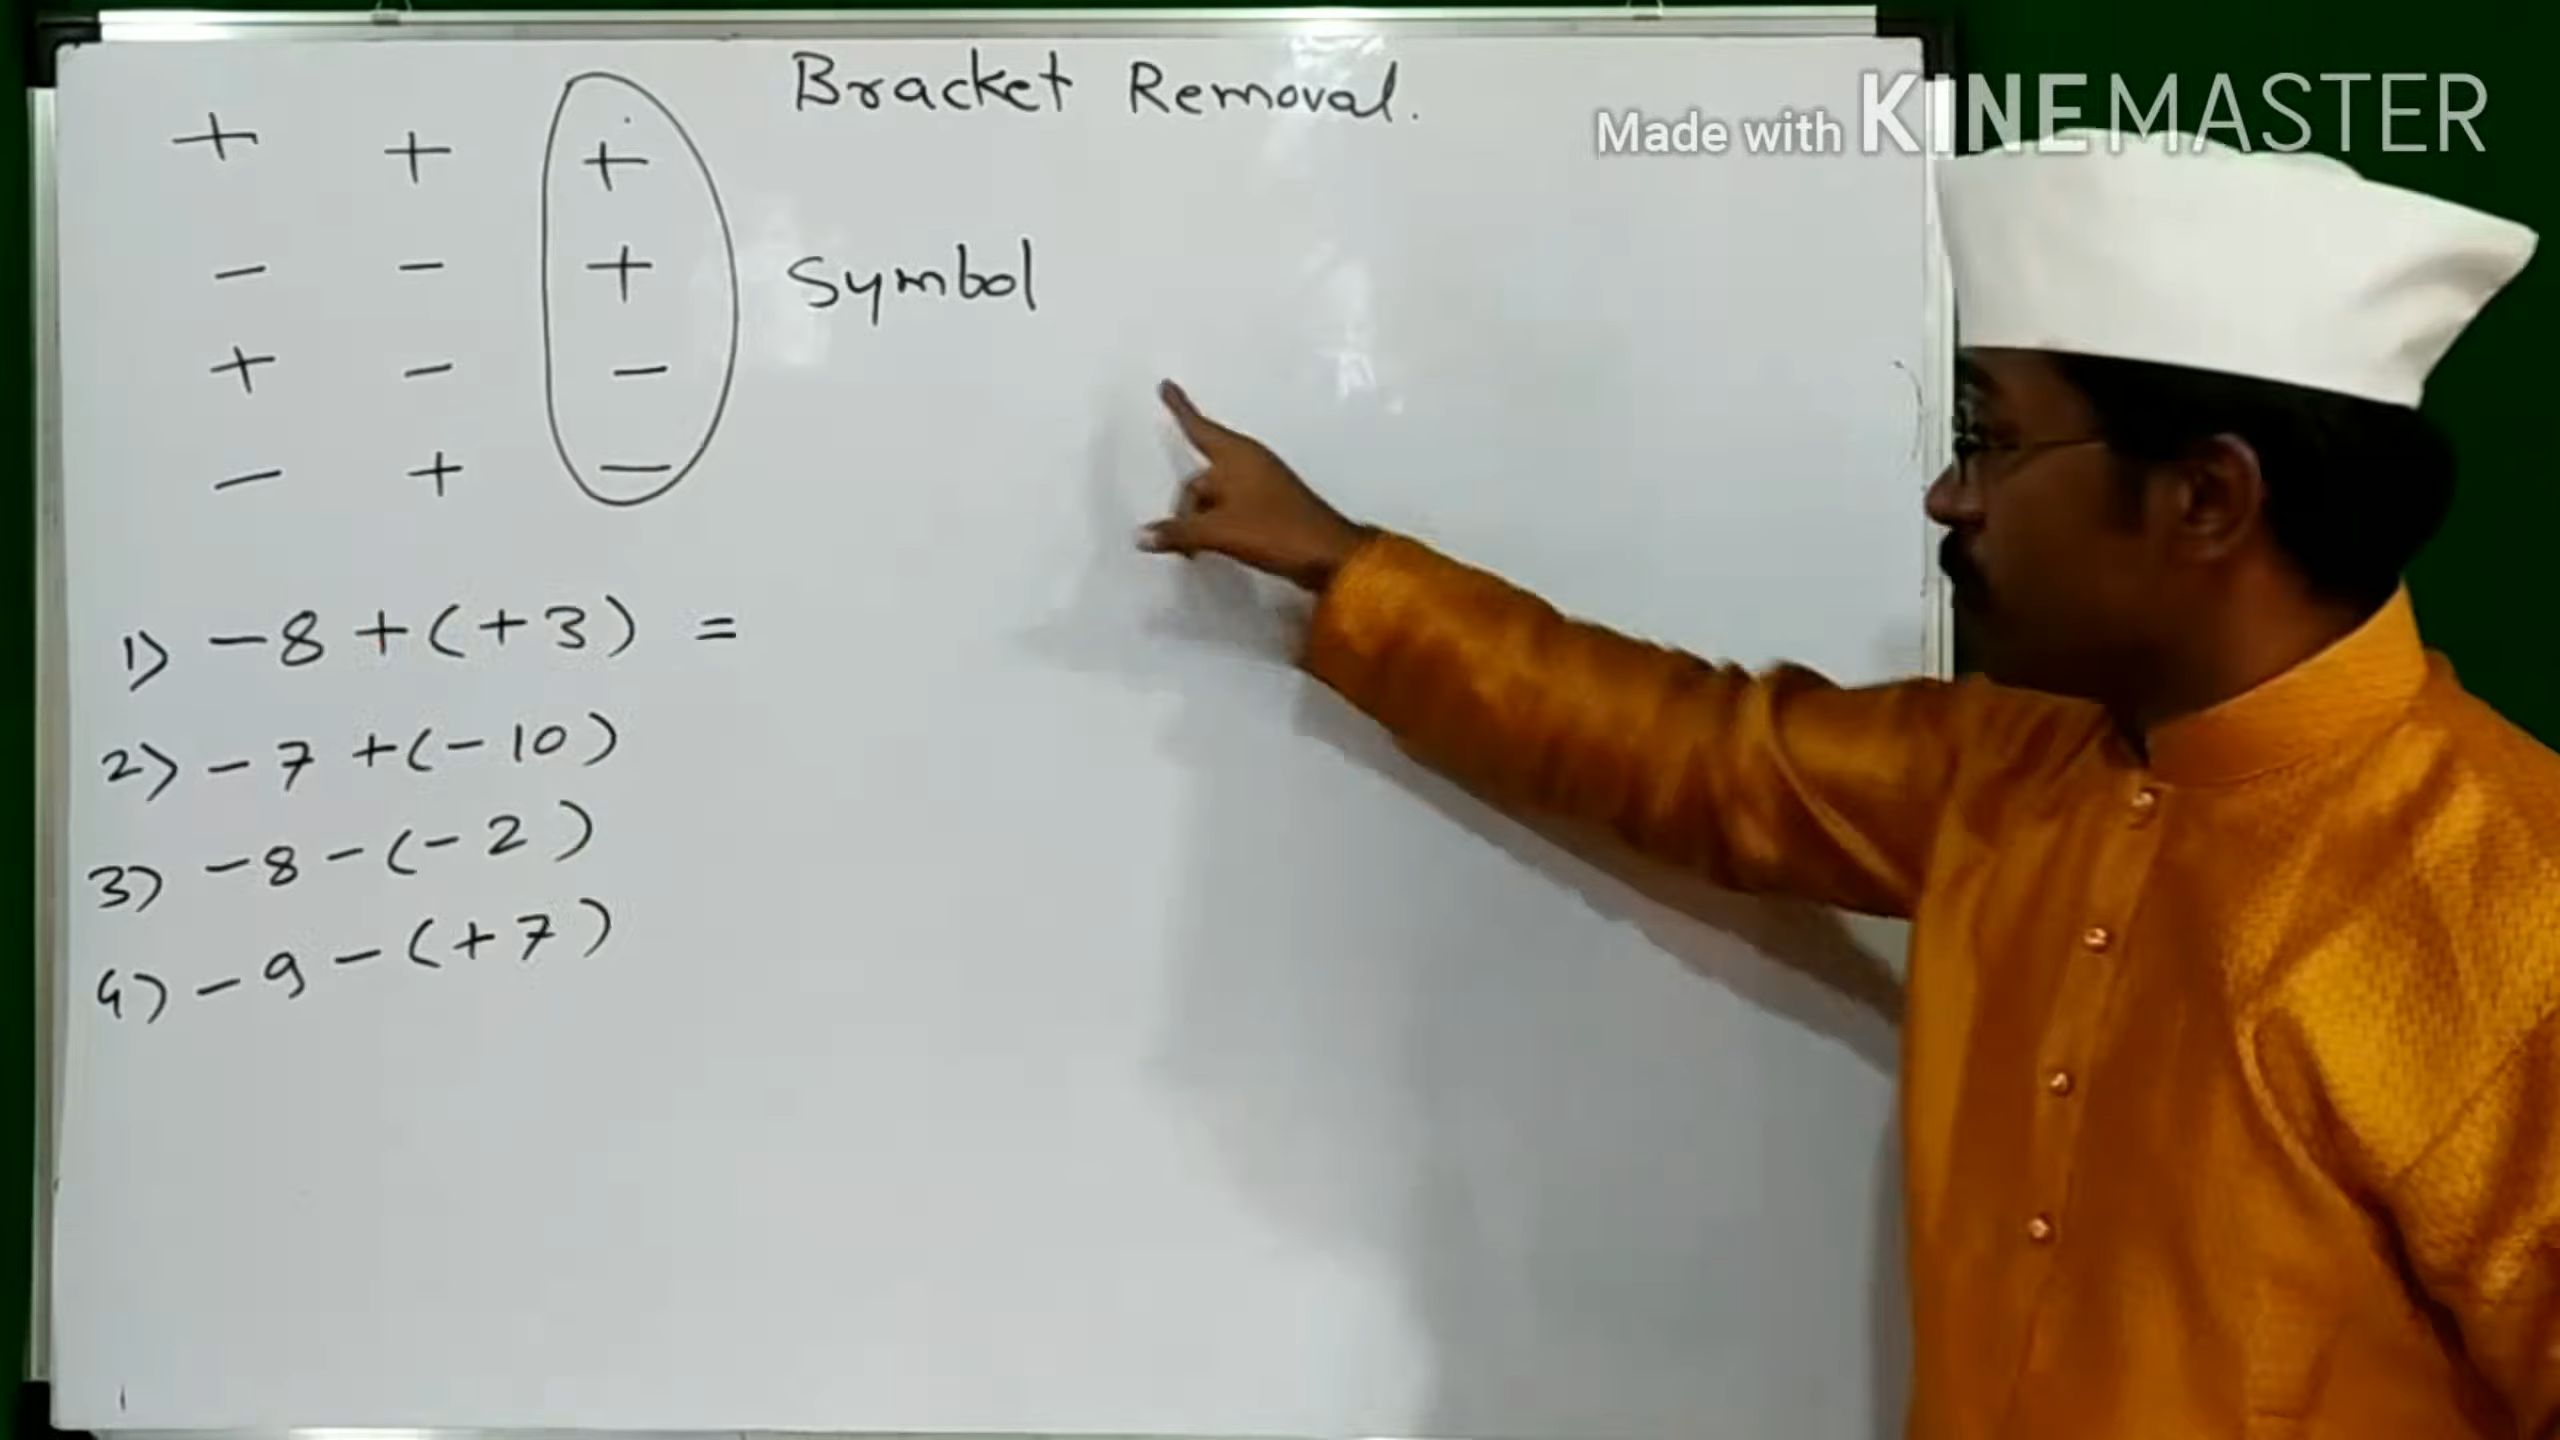 Bracket Removal.
Made with KINEMASTER
+ + +
- - + Symbol
+ - -
- + -
1) -8 +(+3) =
2) -7 +(-10)
3) -8 -(-2)
4) -9 -(+7)